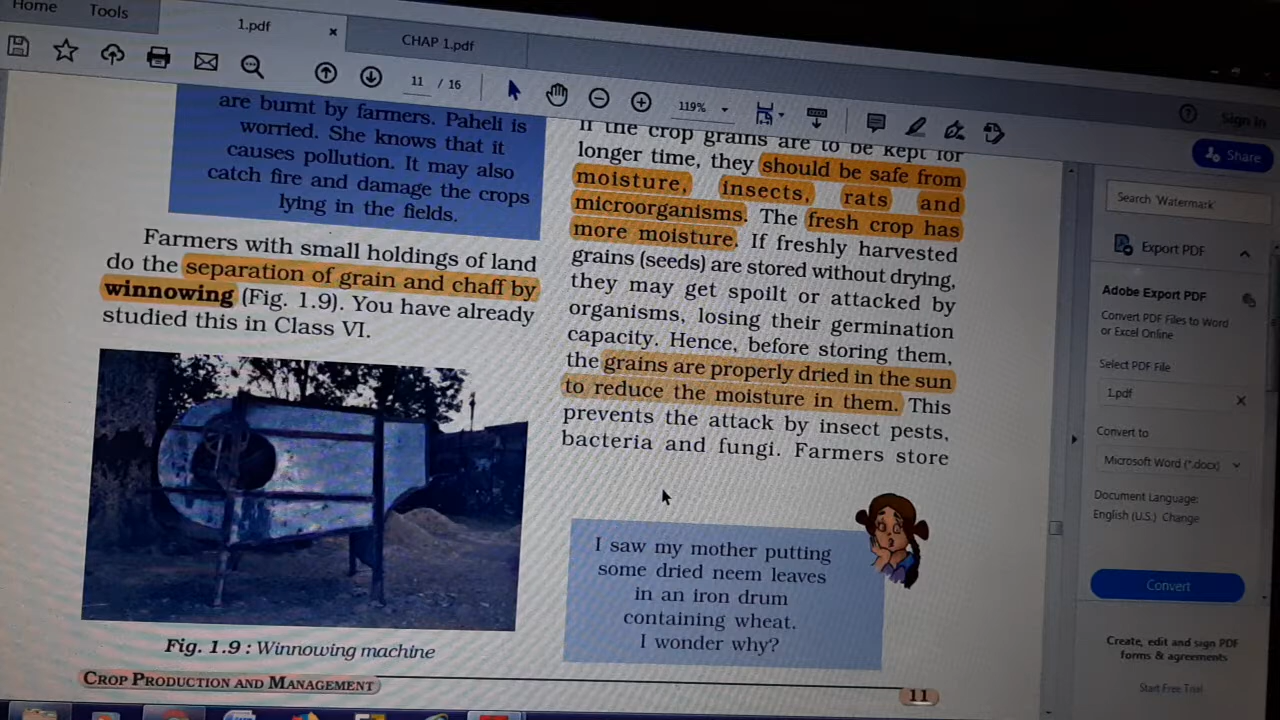 Home
Tools
1.pdf
×
CHAP 1.pdf
11 / 16
119%
Sign In
Share
are burnt by farmers. Paheli is
worried. She knows that it
causes pollution. It may also
catch fire and damage the crops
lying in the fields.
Farmers with small holdings of land
do the separation of grain and chaff by
winnowing (Fig. 1.9). You have already
studied this in Class VI.
Fig. 1.9 : Winnowing machine
If the crop grains are to be kept for
longer time, they should be safe from
moisture, insects, rats and
microorganisms. The fresh crop has
more moisture. If freshly harvested
grains (seeds) are stored without drying,
they may get spoilt or attacked by
organisms, losing their germination
capacity. Hence, before storing them,
the grains are properly dried in the sun
to reduce the moisture in them. This
prevents the attack by insect pests,
bacteria and fungi. Farmers store
I saw my mother putting
some dried neem leaves
in an iron drum
containing wheat.
I wonder why?
CROP PRODUCTION AND MANAGEMENT
11
Search 'Watermark'
Export PDF
Adobe Export PDF
Convert PDF Files to Word
or Excel Online
Select PDF File
1.pdf
Convert to
Microsoft Word (*.docx)
Document Language:
English (U.S.) Change
Convert
Create, edit and sign PDF
forms & agreements
Start Free Trial